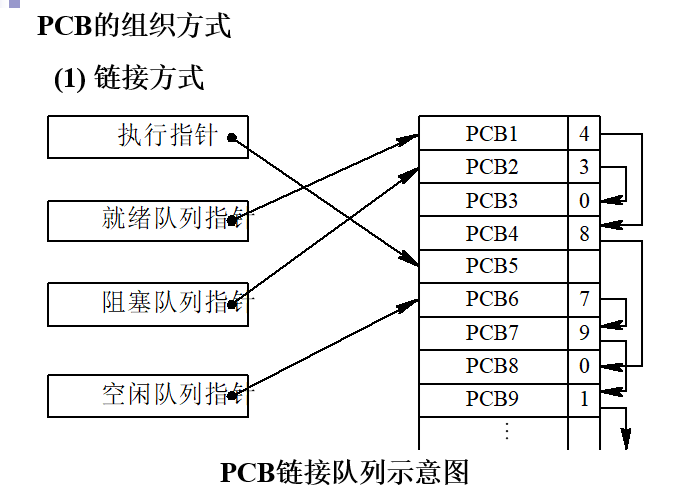 PCB的组织方式
(1) 链接方式
执行指针
就绪队列指针
阻塞队列指针
空闲队列指针
PCB1 4
PCB2 3
PCB3 0
PCB4 8
PCB5
PCB6 7
PCB7 9
PCB8 0
PCB9 1
⋮
PCB链接队列示意图